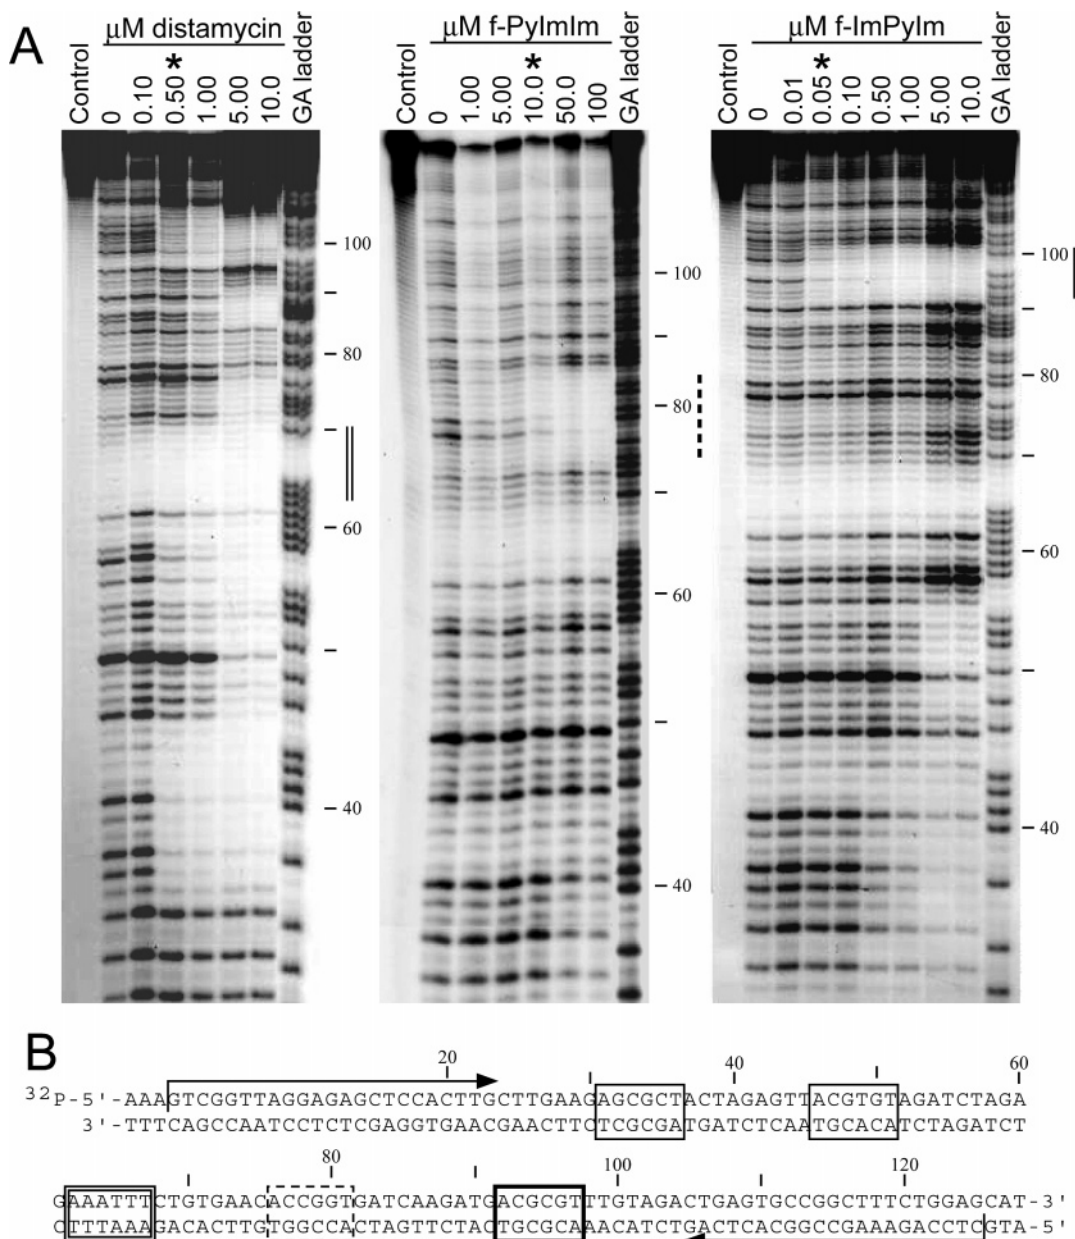 A
μM distamycin
Control
0
0.10
0.50
*
1.00
5.00
10.0
GA ladder
100
80
60
40
μM f-PyImIm
0
1.00
5.00
10.0
*
50.0
100
GA ladder
100
80
60
40
μM f-ImPyIm
Control
0
0.01
0.05
*
0.10
0.50
1.00
5.00
10.0
GA ladder
100
80
60
40
B
20 40 60
32P-5'-AAAGTCGGTTAGGAGAGCTCCACTTGCTTGAAGAGCGCTACTAGAGTTACGTGTAGATCTAGA
3'-TTTCAGCCAATCCTCTCGAGGTGAACGAACTTCTCGCGATGATCTCAATGCACATCTAGATCT
80 100 120
GAAATTTCTGTGAACACCGGTGATCAAGATGACGCGTTTGTAGACTGAGTGCCGGCTTTCTGGAGCAT-3'
CTTTAAAGACACTTGTGGCCACTAGTTCTACTGCGCAAACATCTGACTCACGGCCGAAAGACCTCGTA-5'